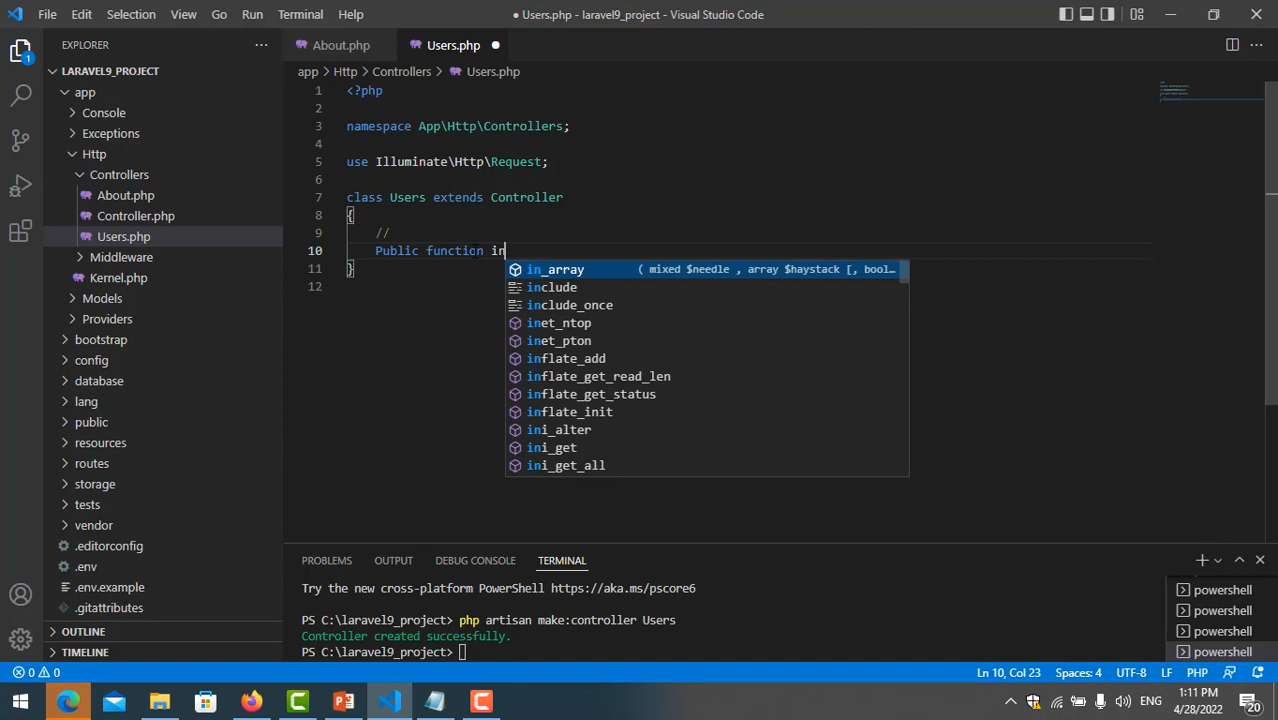 File Edit Selection View Go Run Terminal Help
● Users.php - laravel9_project - Visual Studio Code
EXPLORER
About.php
Users.php
LARAVEL9_PROJECT
app > Http > Controllers > Users.php
app
Console
Exceptions
Http
Controllers
About.php
Controller.php
Users.php
Middleware
Kernel.php
Models
Providers
bootstrap
config
database
lang
public
resources
routes
storage
tests
vendor
.editorconfig
.env
.env.example
.gitattributes
OUTLINE
TIMELINE
1
1 <?php
2
3 namespace App\Http\Controllers;
4
5 use Illuminate\Http\Request;
6
7 class Users extends Controller
8 {
9 //
10 Public function in
11 }
12
in_array ( mixed $needle , array $haystack [, bool…
include
include_once
inet_ntop
inet_pton
inflate_add
inflate_get_read_len
inflate_get_status
inflate_init
ini_alter
ini_get
ini_get_all
PROBLEMS OUTPUT DEBUG CONSOLE TERMINAL
Try the new cross-platform PowerShell https://aka.ms/pscore6
PS C:\laravel9_project> php artisan make:controller Users
Controller created successfully.
PS C:\laravel9_project>
powershell
powershell
powershell
powershell
0 0
Ln 10, Col 23 Spaces: 4 UTF-8 LF PHP
ENG
1:11 PM
4/28/2022
20